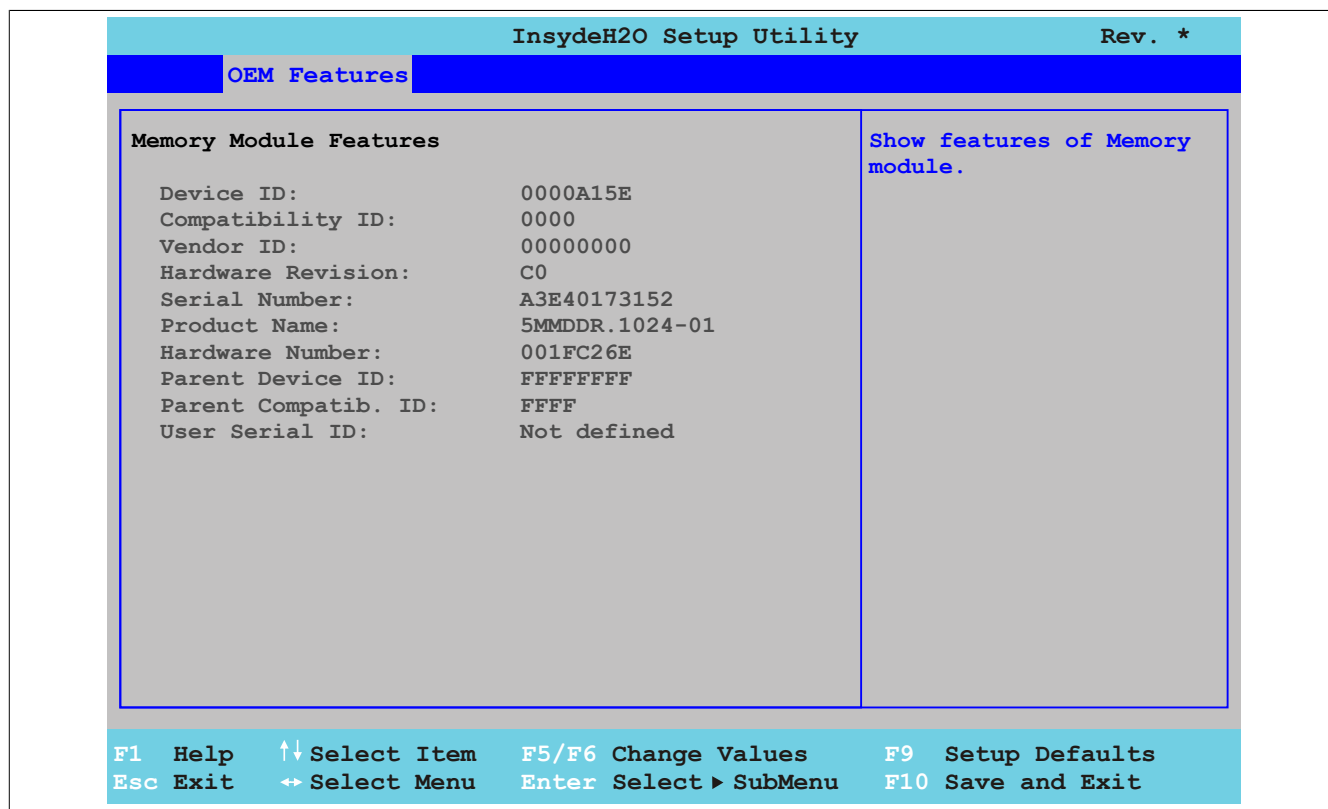 InsydeH2O Setup Utility Rev. *
OEM Features
Memory Module Features
Show features of Memory
module.
Device ID: 0000A15E
Compatibility ID: 0000
Vendor ID: 00000000
Hardware Revision: C0
Serial Number: A3E40173152
Product Name: 5MMDDR.1024-01
Hardware Number: 001FC26E
Parent Device ID: FFFFFFFF
Parent Compatib. ID: FFFF
User Serial ID: Not defined
F1 Help ↑↓ Select Item F5/F6 Change Values F9 Setup Defaults
Esc Exit ↔ Select Menu Enter Select ▶ SubMenu F10 Save and Exit